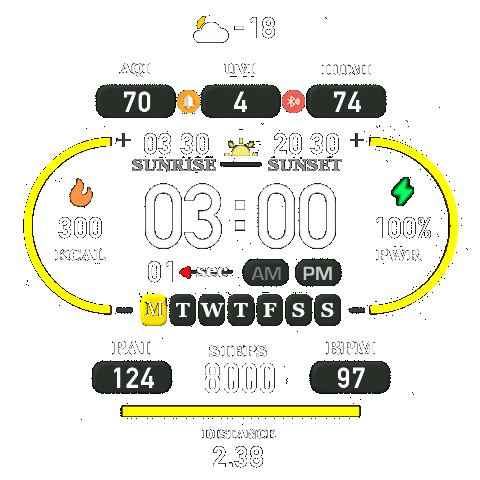 -18
AQI UVI HUMI
70 4 74
03 30 20 30
SUNRISE SUNSET
03:00
300 100%
KCAL PWR
01 sec AM PM
M T W T F S S
PAI STEPS BPM
124 8000 97
DISTANCE
2.38